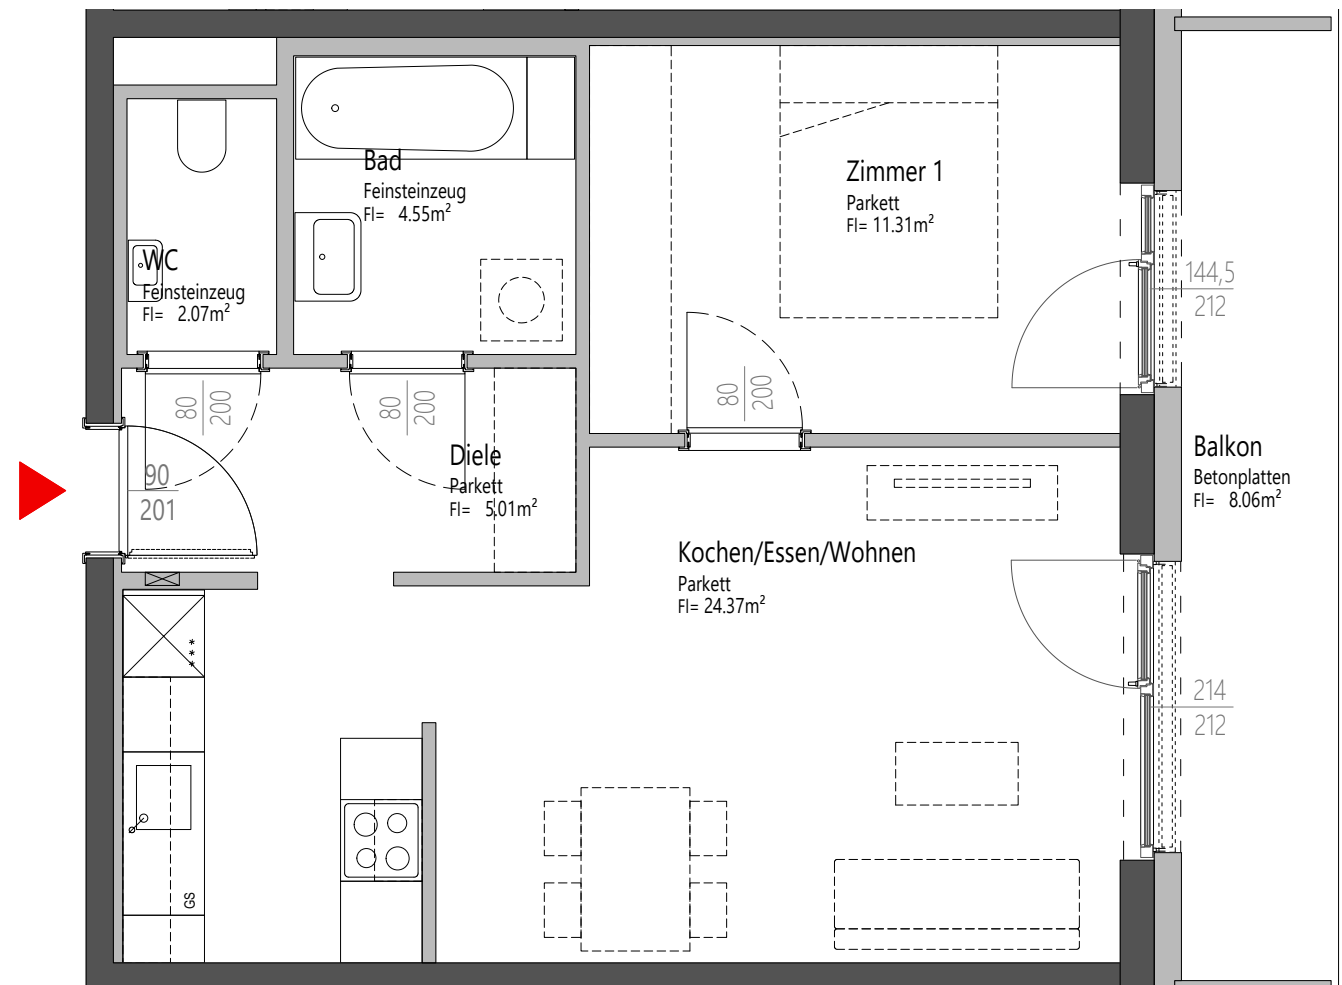 Bad
Feinsteinzeug
Fl= 4.55m²
Zimmer 1
Parkett
Fl= 11.31m²
WC
Feinsteinzeug
Fl= 2.07m²
144,5
212
80
200
80
200
80
200
Diele
Parkett
Fl= 5.01m²
90
201
Balkon
Betonplatten
Fl= 8.06m²
Kochen/Essen/Wohnen
Parkett
Fl= 24.37m²
***
214
212
GS